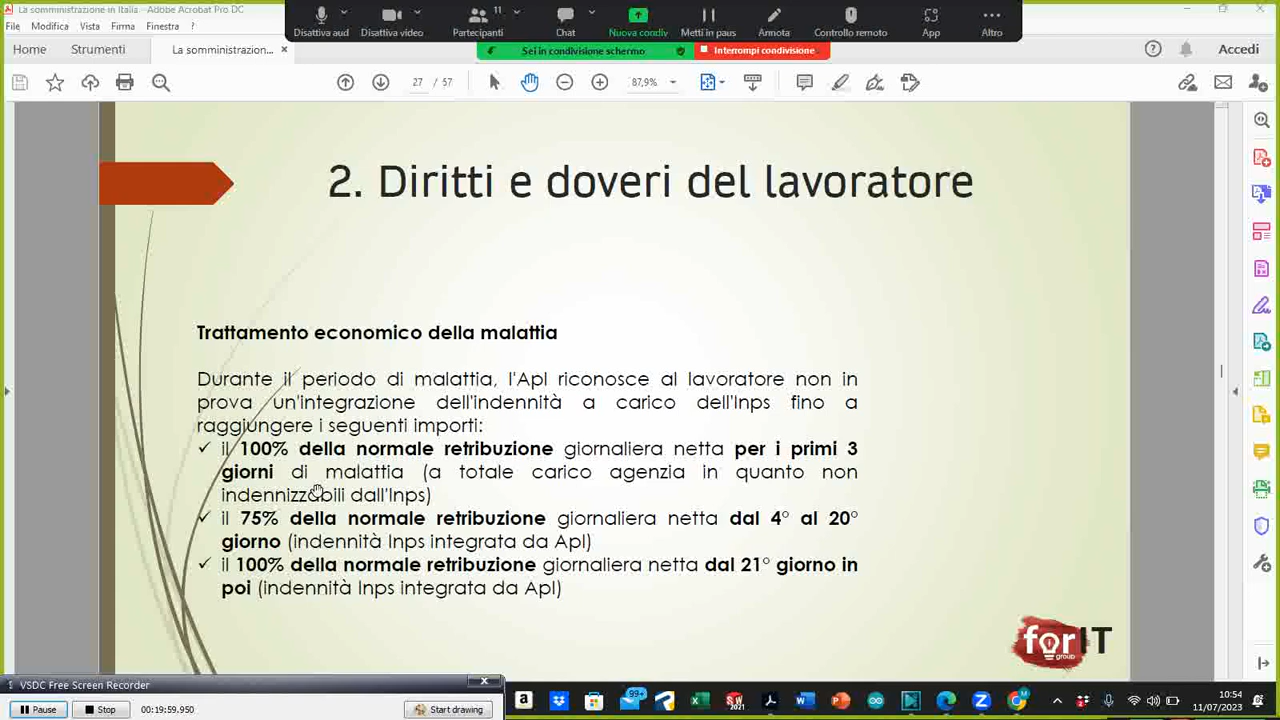 La somministrazione in Italia - Adobe Acrobat Pro DC
File Modifica Vista Firma Finestra ?
Disattiva aud Disattiva video Partecipanti 11 Chat Nuova condiv Metti in paus Annota Controllo remoto App Altro
Sei in condivisione schermo Interrompi condivisione
Home Strumenti La somministrazion... × Accedi
27 / 57 87,9%
2. Diritti e doveri del lavoratore
Trattamento economico della malattia
Durante il periodo di malattia, l'Apl riconosce al lavoratore non in
prova un'integrazione dell'indennità a carico dell'Inps fino a
raggiungere i seguenti importi:
✓ il 100% della normale retribuzione giornaliera netta per i primi 3
giorni di malattia (a totale carico agenzia in quanto non
indennizzabili dall'Inps)
✓ il 75% della normale retribuzione giornaliera netta dal 4° al 20°
giorno (indennità Inps integrata da Apl)
✓ il 100% della normale retribuzione giornaliera netta dal 21° giorno in
poi (indennità Inps integrata da Apl)
forIT
group
VSDC Free Screen Recorder
Pause Stop 00:19:59.950 Start drawing
99+
10:54
11/07/2023